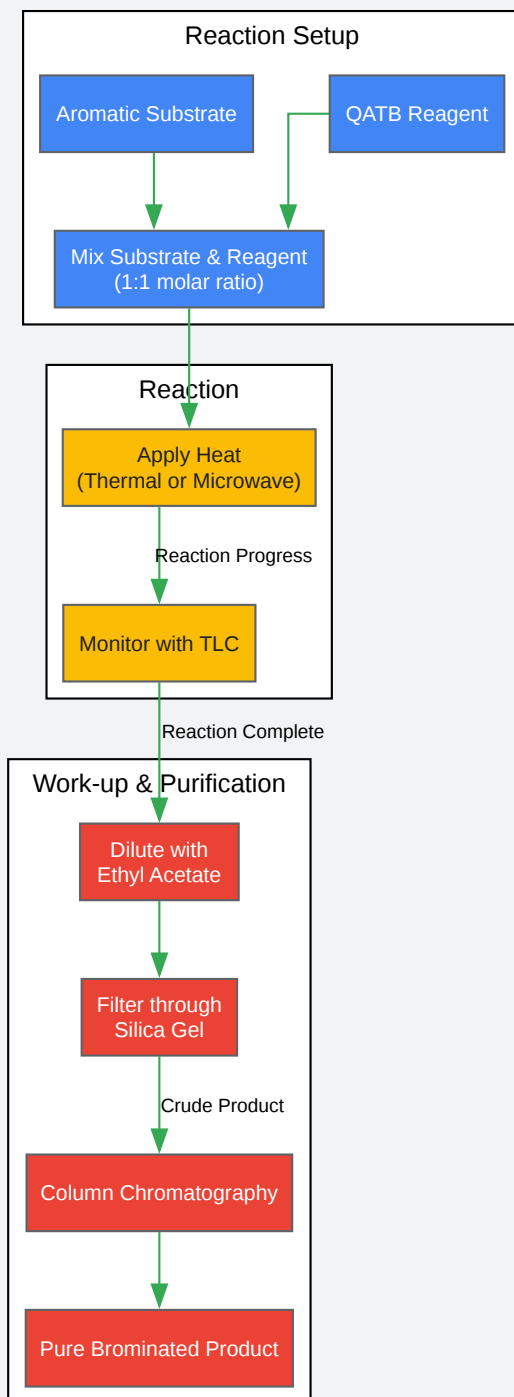 Reaction Setup
Aromatic Substrate
QATB Reagent
Mix Substrate & Reagent
(1:1 molar ratio)
Reaction
Apply Heat
(Thermal or Microwave)
Reaction Progress
Monitor with TLC
Reaction Complete
Work-up & Purification
Dilute with
Ethyl Acetate
Filter through
Silica Gel
Crude Product
Column Chromatography
Pure Brominated Product